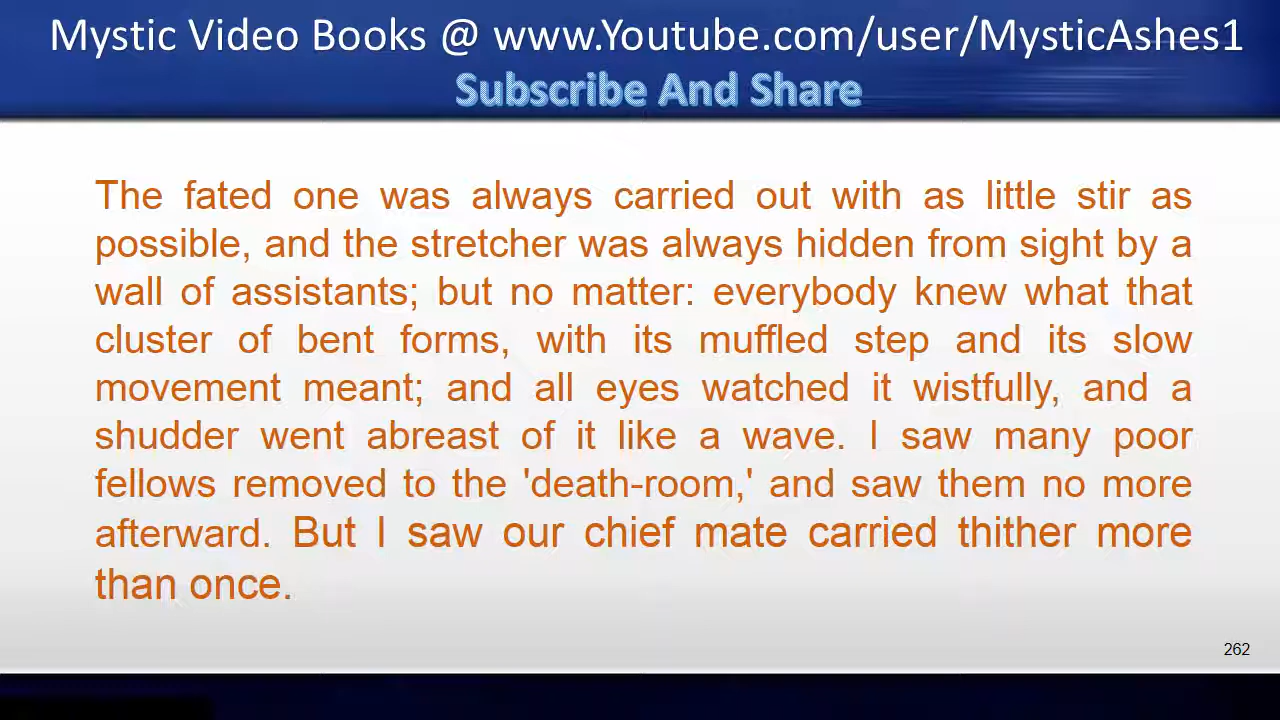 Mystic Video Books @ www.Youtube.com/user/MysticAshes1
Subscribe And Share
The fated one was always carried out with as little stir as
possible, and the stretcher was always hidden from sight by a
wall of assistants; but no matter: everybody knew what that
cluster of bent forms, with its muffled step and its slow
movement meant; and all eyes watched it wistfully, and a
shudder went abreast of it like a wave. I saw many poor
fellows removed to the 'death-room,' and saw them no more
afterward. But I saw our chief mate carried thither more
than once.
262